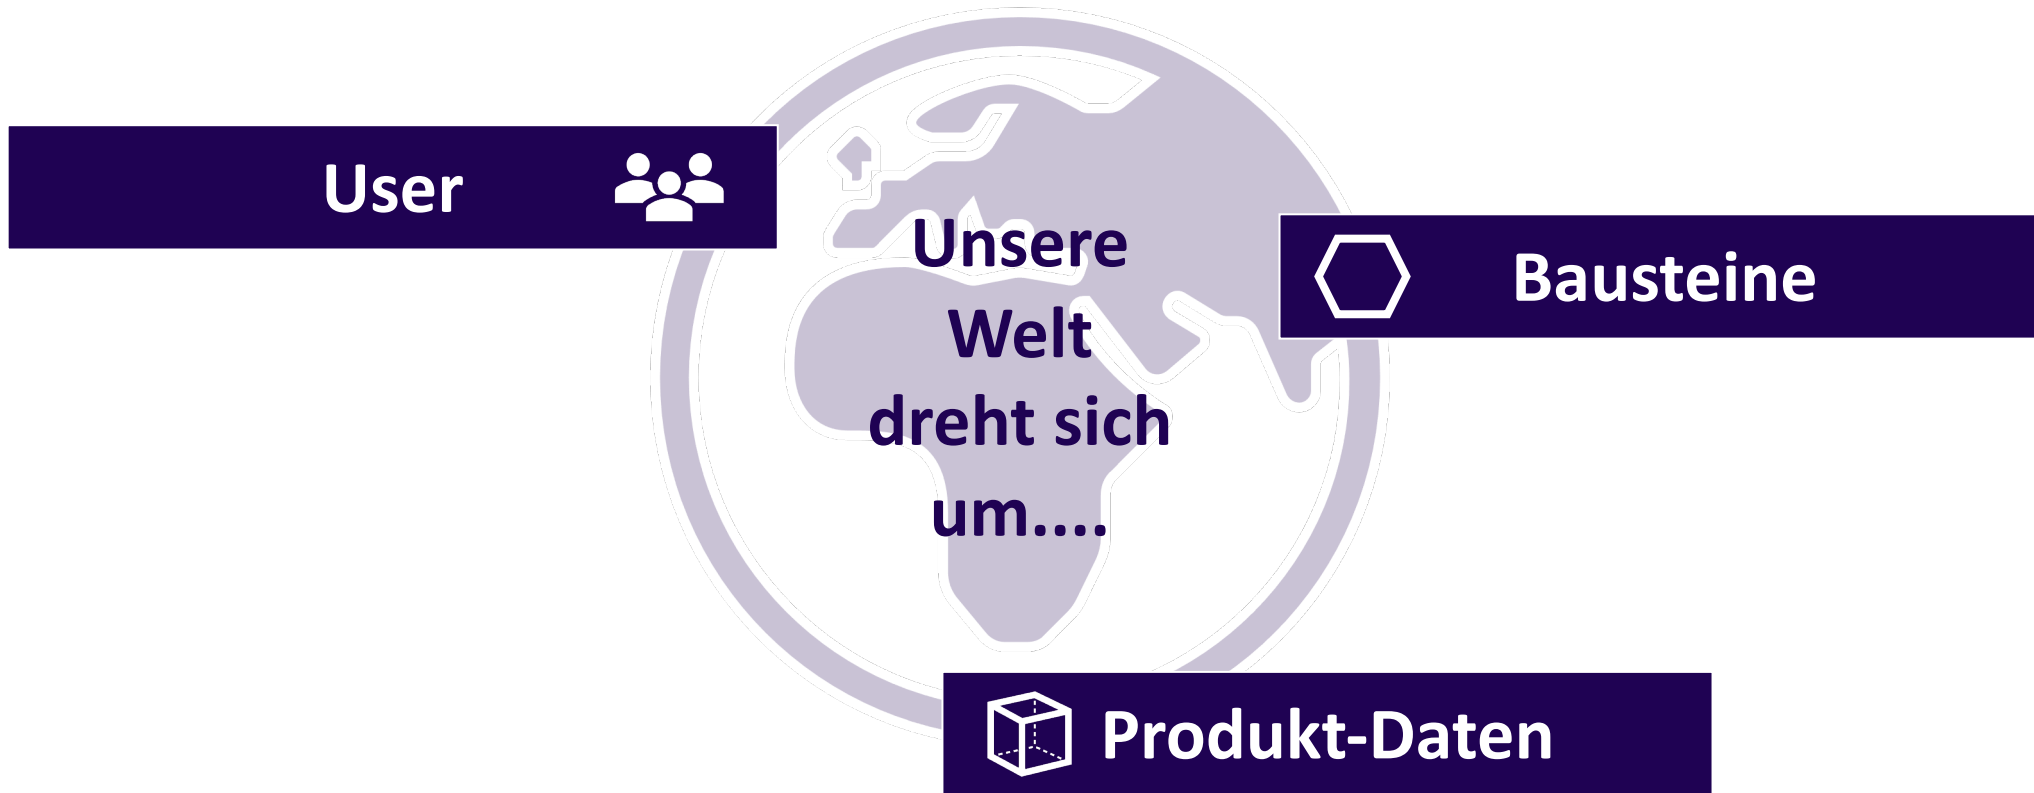 User
Unsere
Welt
dreht sich
um....
Bausteine
Produkt-Daten